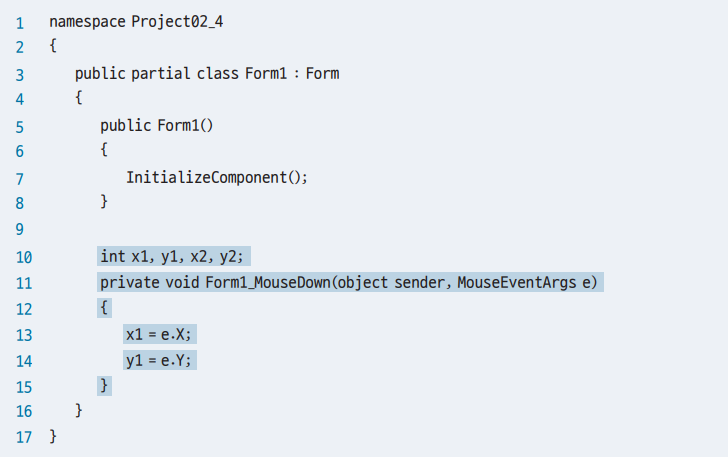 1 namespace Project02_4
2 {
3 public partial class Form1 : Form
4 {
5 public Form1()
6 {
7 InitializeComponent();
8 }
9
10 int x1, y1, x2, y2;
11 private void Form1_MouseDown(object sender, MouseEventArgs e)
12 {
13 x1 = e.X;
14 y1 = e.Y;
15 }
16 }
17 }